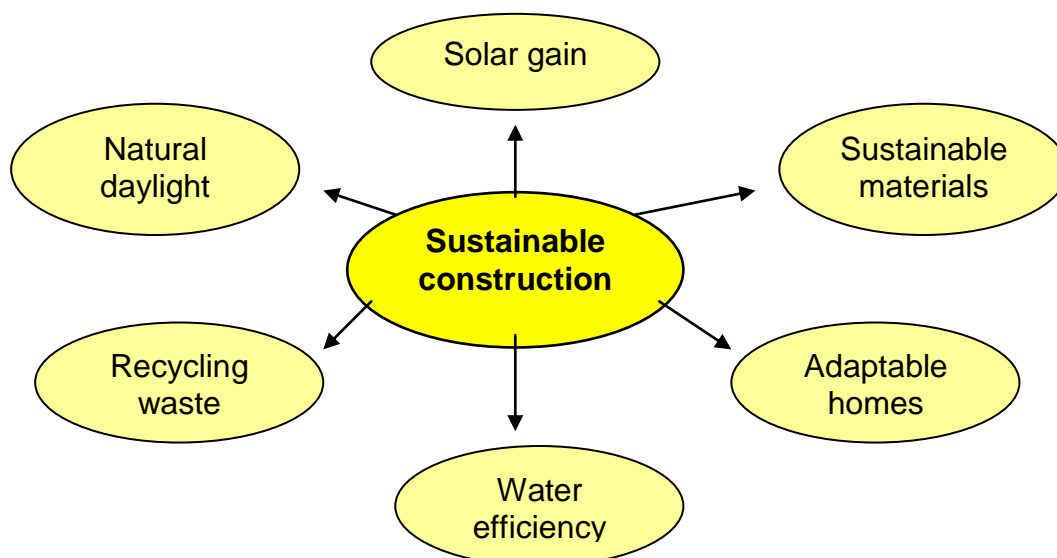 Solar gain
Natural
daylight
Sustainable
materials
Sustainable
construction
Recycling
waste
Adaptable
homes
Water
efficiency